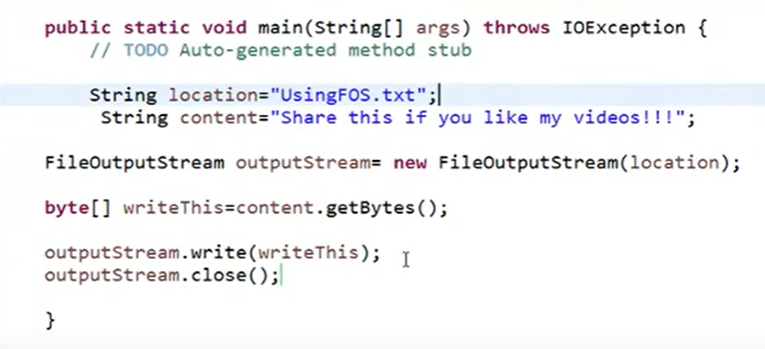 public static void main(String[] args) throws IOException {
// TODO Auto-generated method stub
String location="UsingFOS.txt";
String content="Share this if you like my videos!!!";
FileOutputStream outputStream= new FileOutputStream(location);
byte[] writeThis=content.getBytes();
outputStream.write(writeThis);
outputStream.close();
}